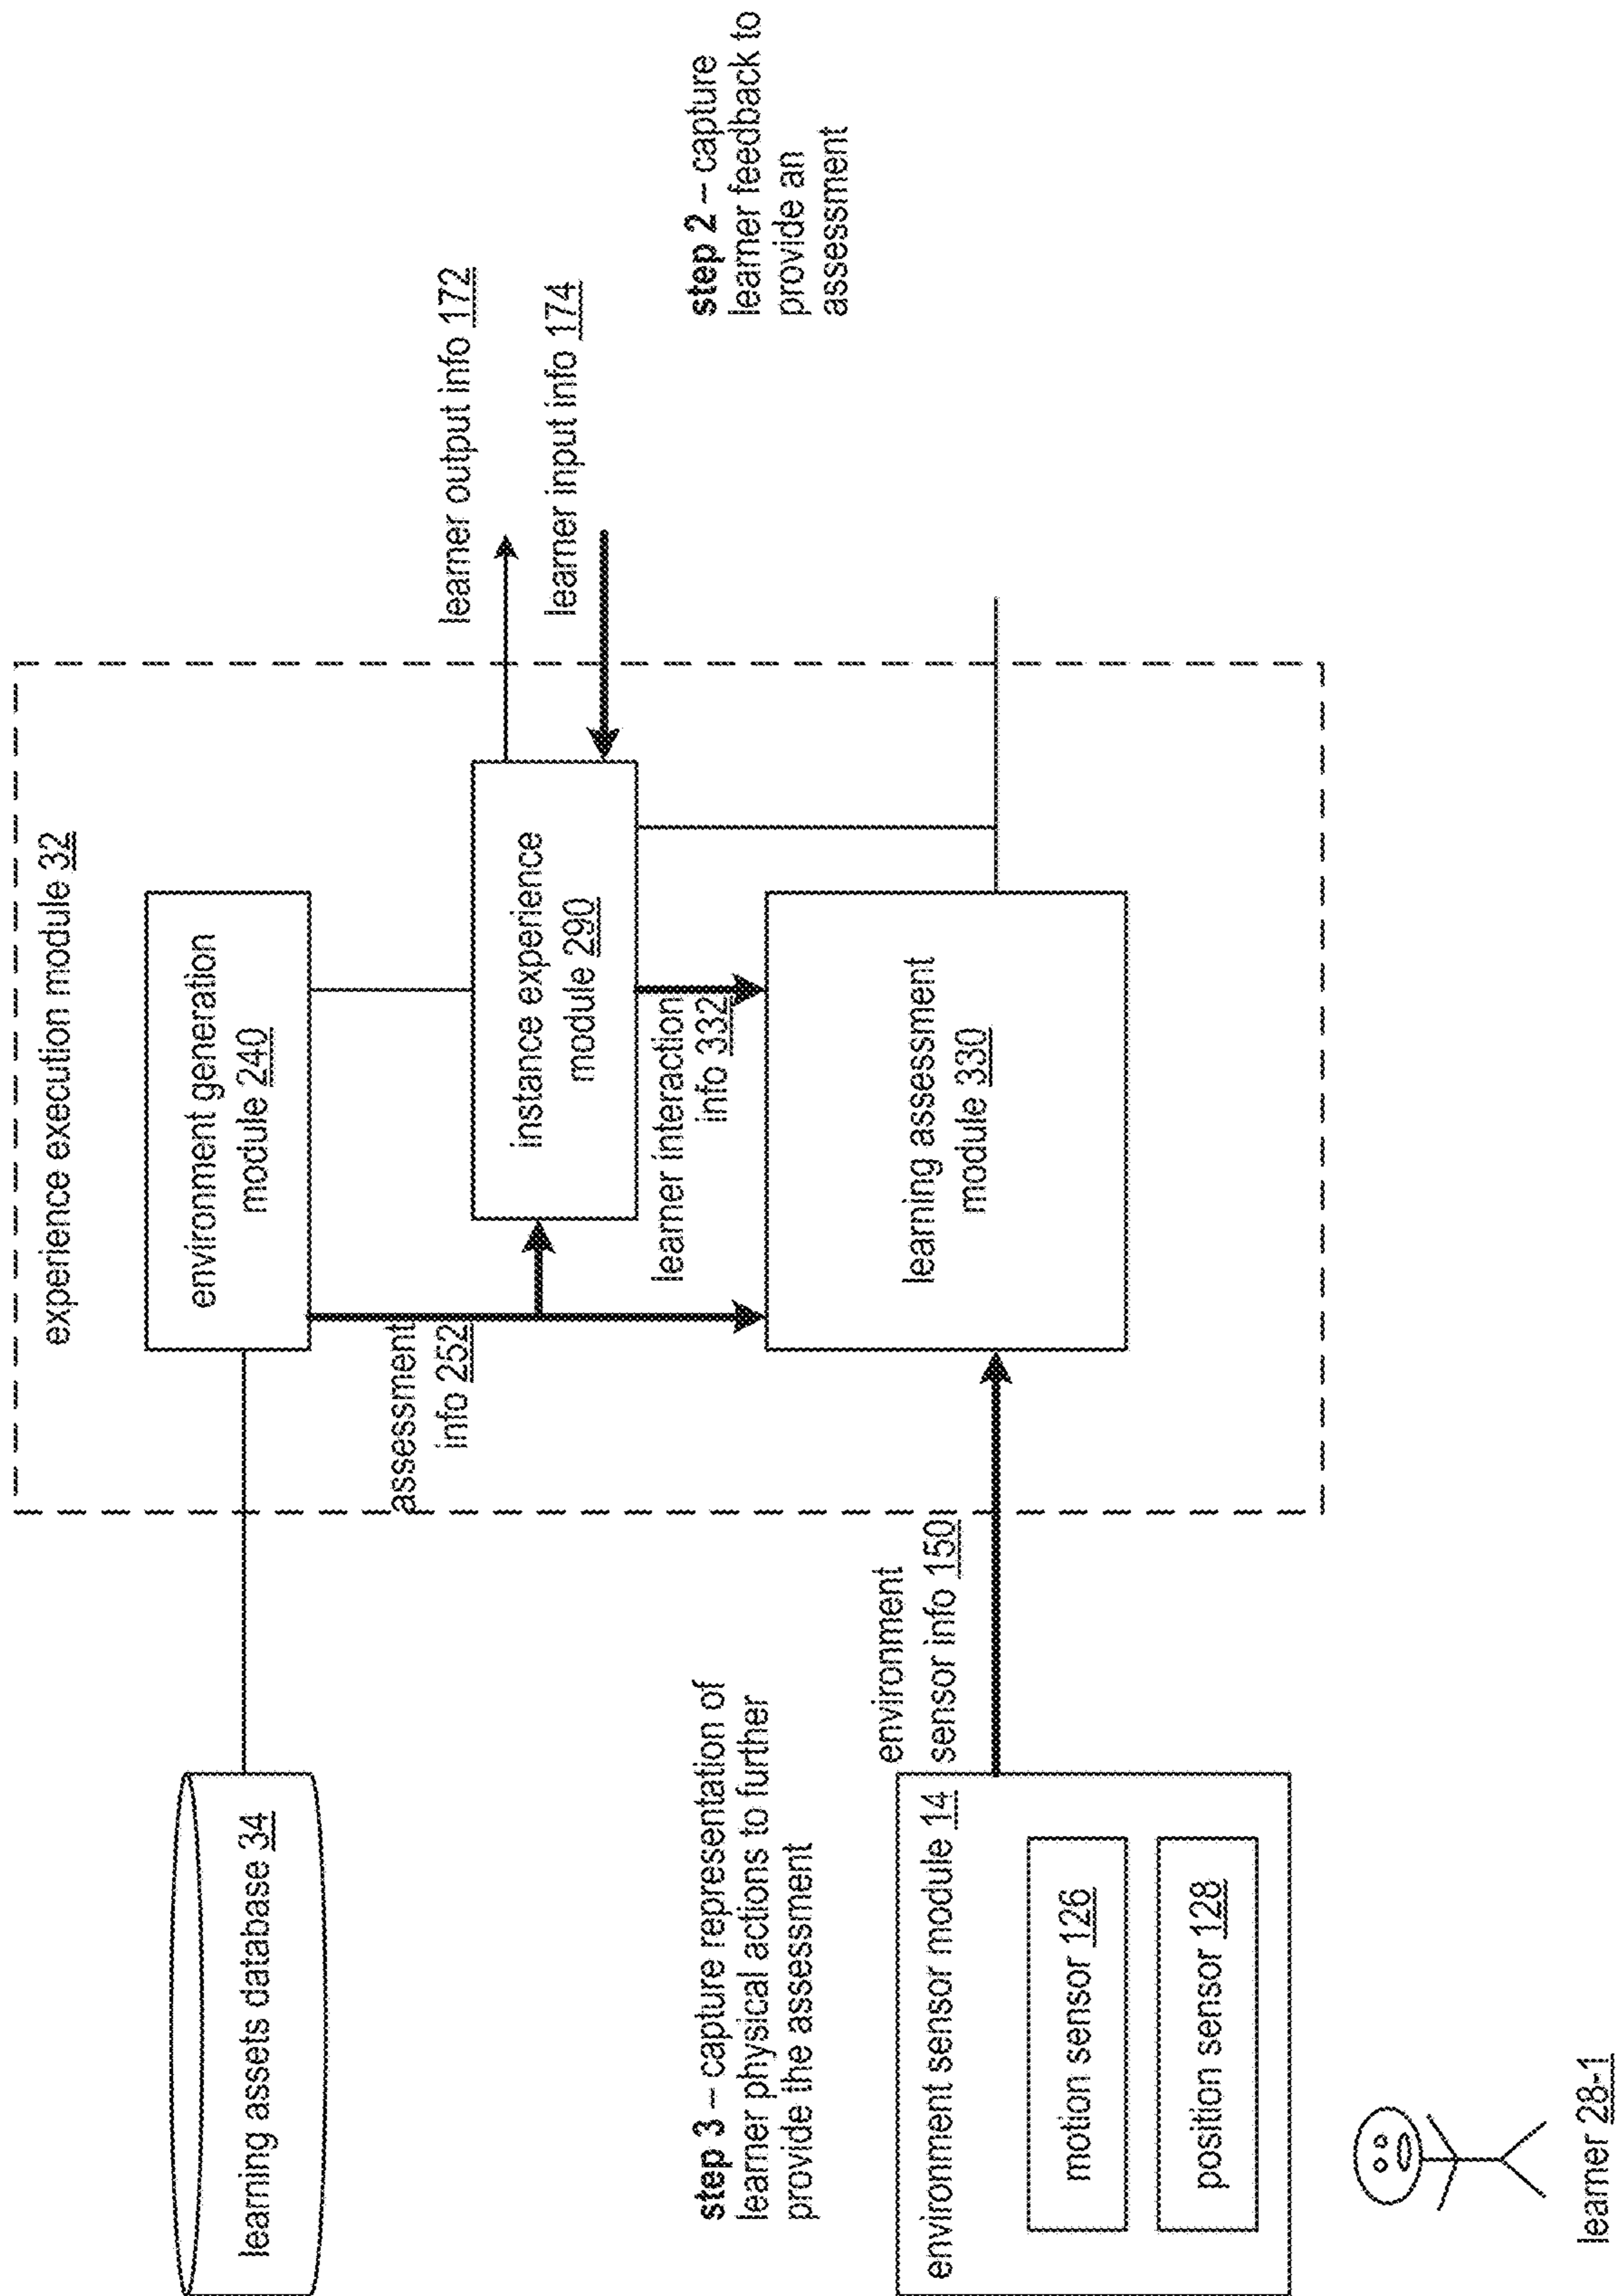 experience execution module 32
learning assets database 34
environment generation
module 240
assessment
info 252
instance experience
module 290
learner output info 172
learner input info 174
learner interaction
info 332
step 3 – capture representation of
learner physical actions to further
provide the assessment
step 2 – capture
learner feedback to
provide an
assessment
environment
sensor info 150
environment sensor module 14
motion sensor 126
position sensor 128
learning assessment
module 330
learner 28-1